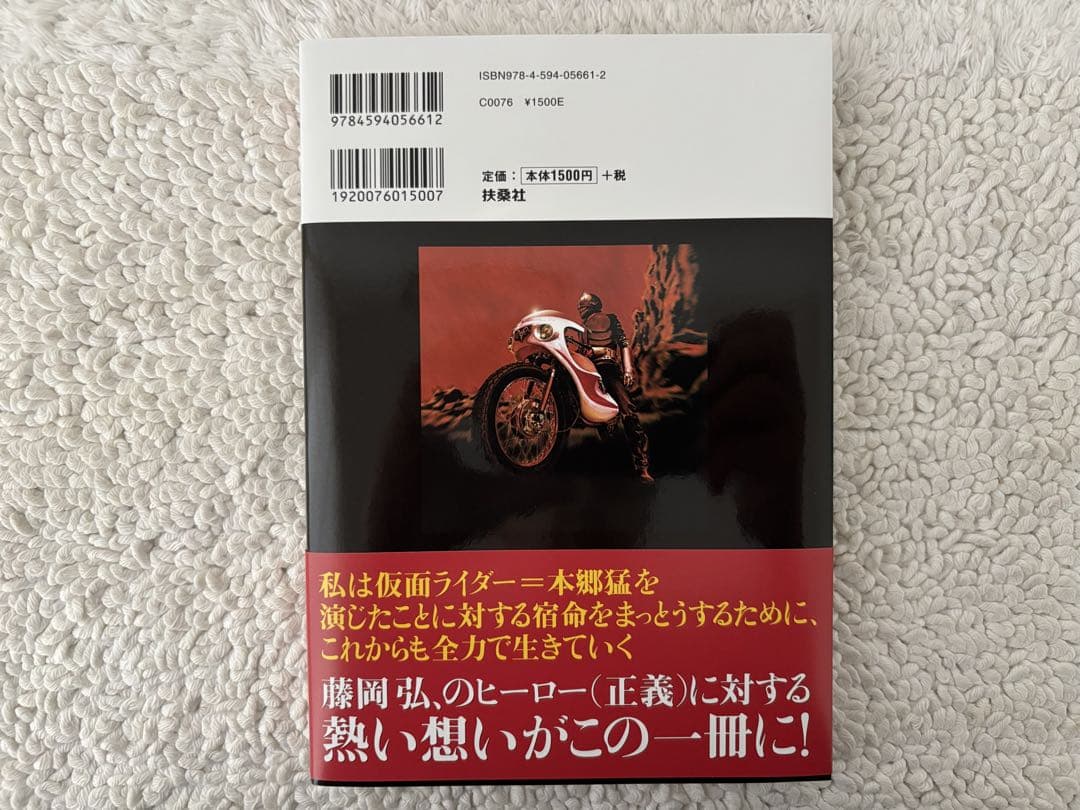 ISBN978-4-594-05661-2
C0076 ¥1500E
9784594056612
定価：本体1500円＋税
扶桑社
1920076015007
私は仮面ライダー＝本郷猛を
演じたことに対する宿命をまっとうするために、
これからも全力で生きていく
藤岡弘、のヒーロー（正義）に対する
熱い想いがこの一冊に！